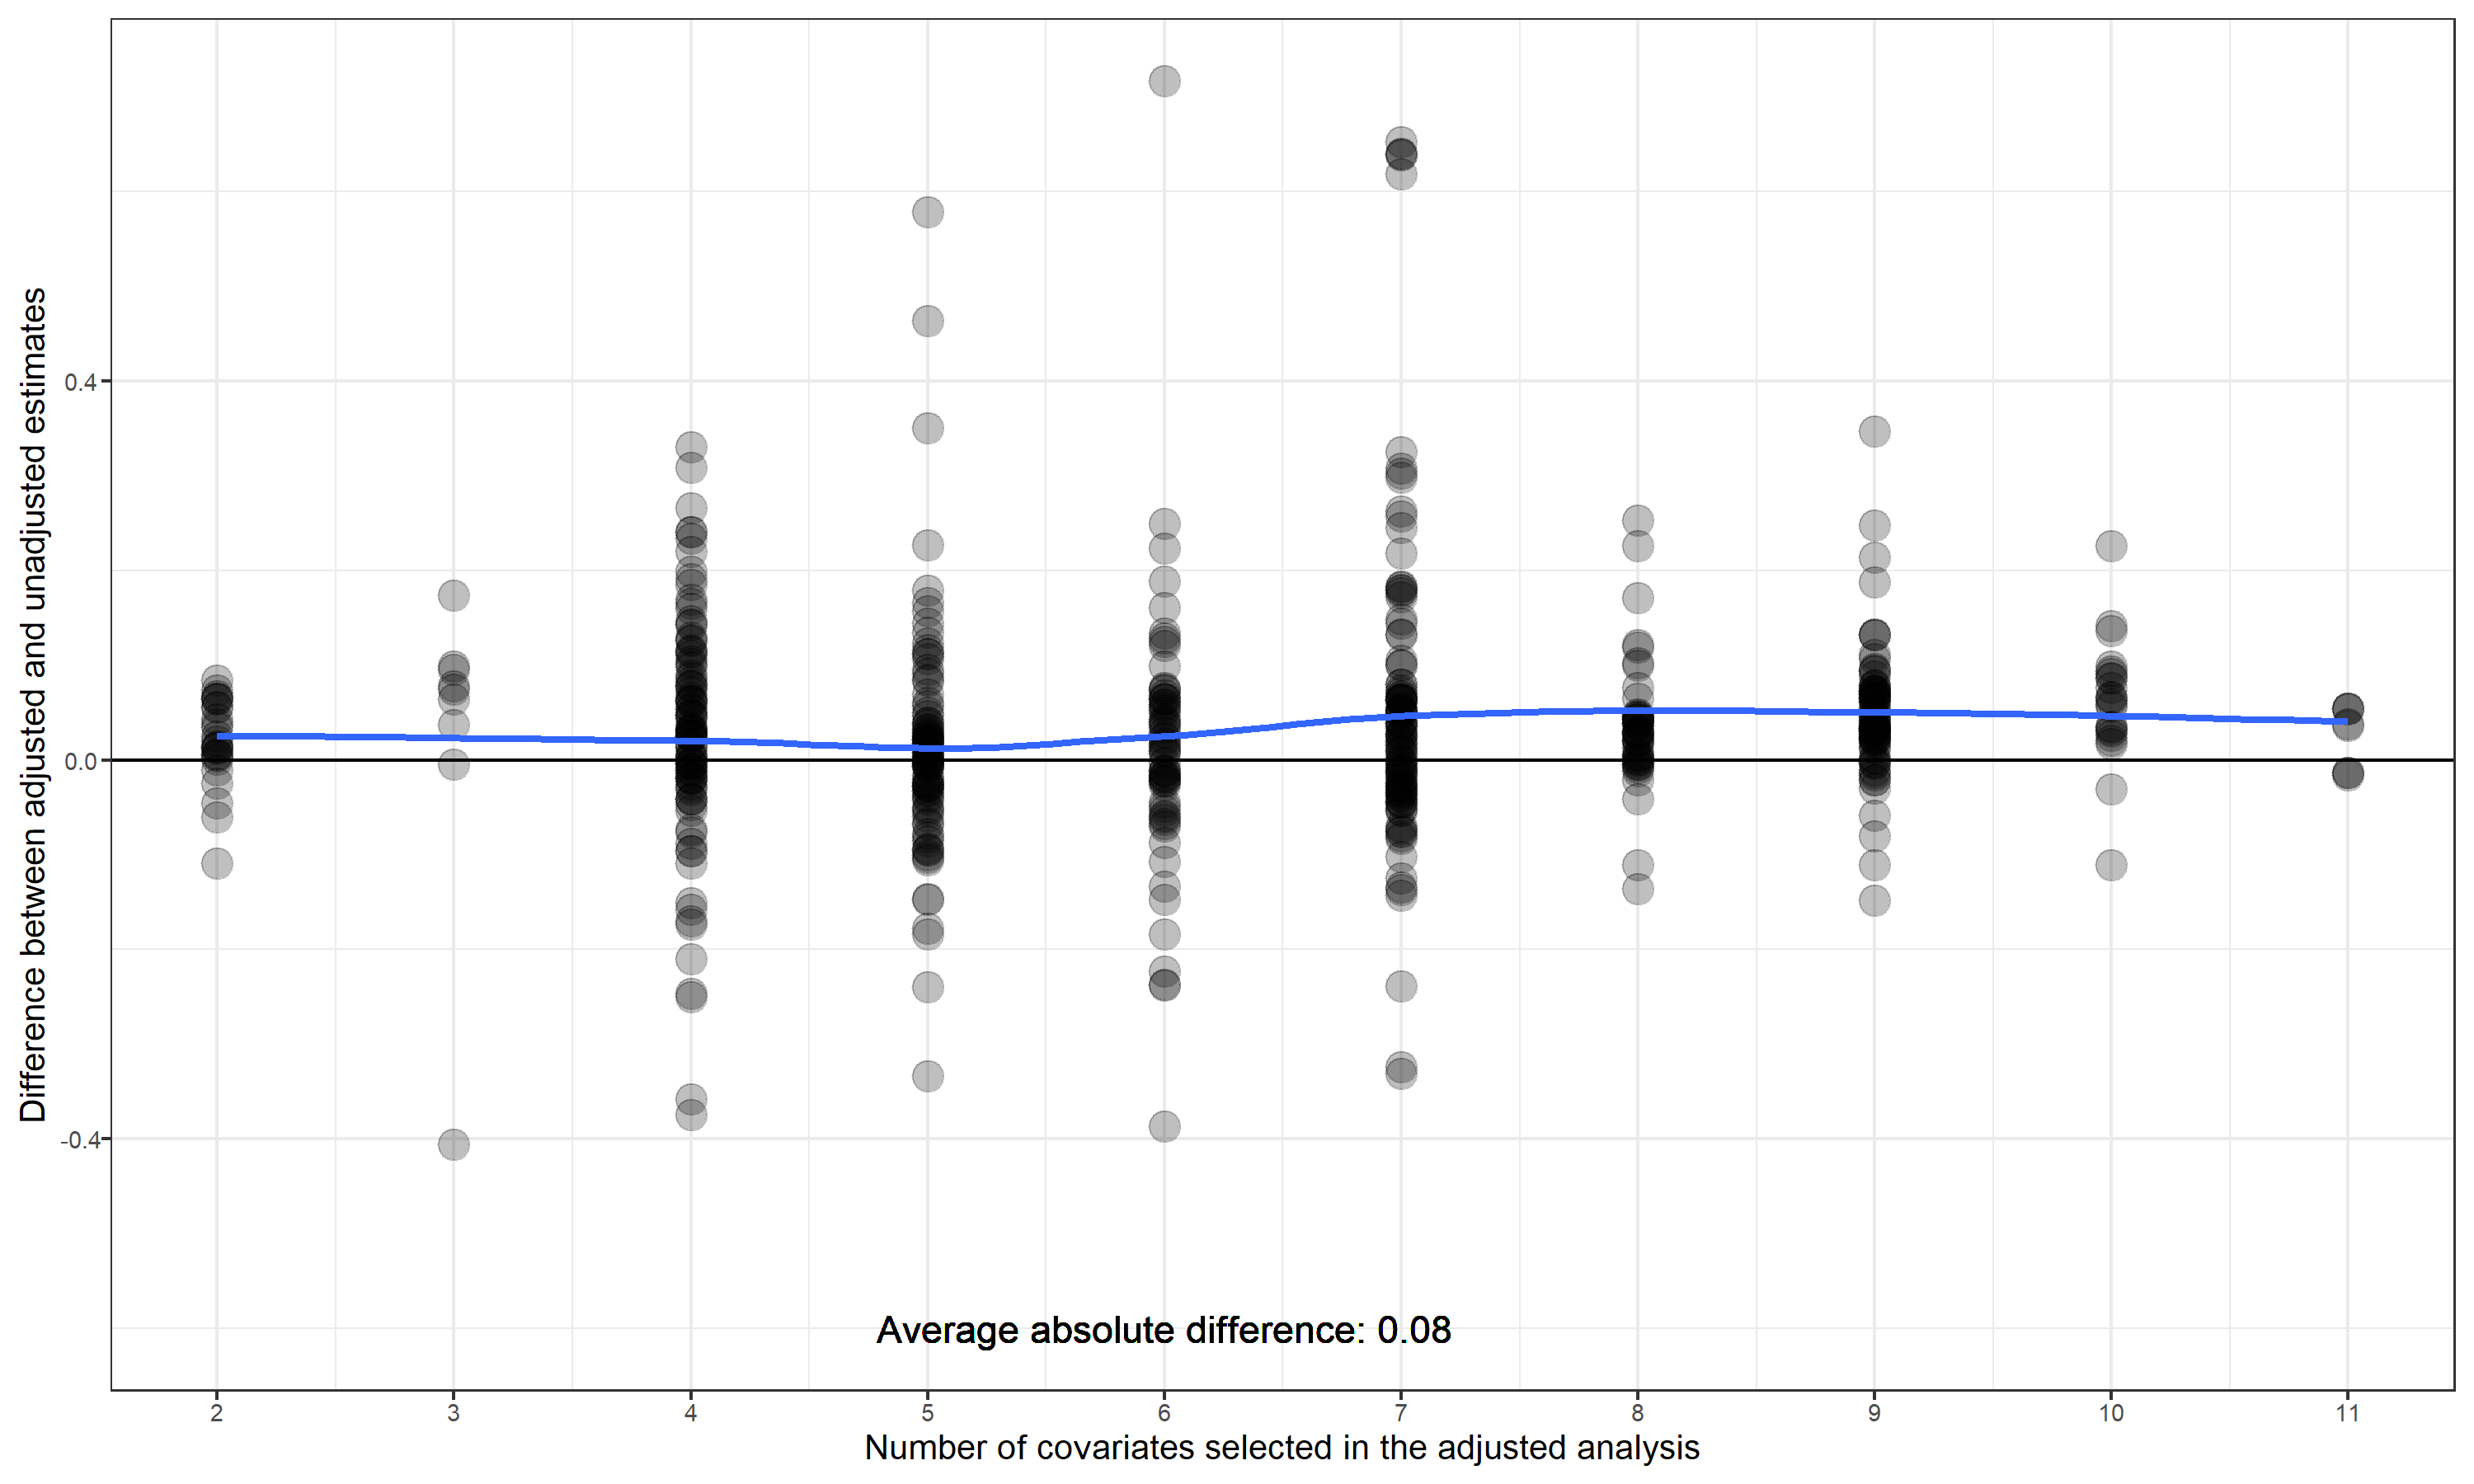 Difference between adjusted and unadjusted estimates
0.4
0.0
-0.4
Average absolute difference: 0.08
2 3 4 5 6 7 8 9 10 11
Number of covariates selected in the adjusted analysis